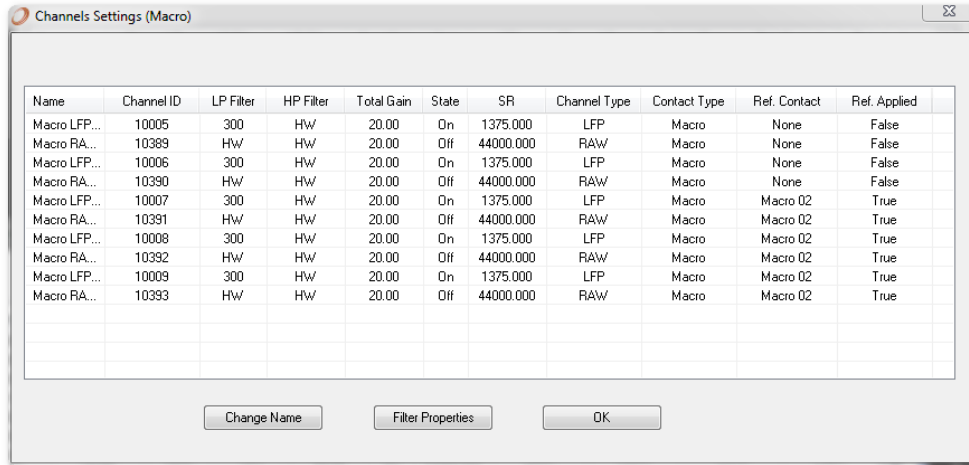 Channels Settings (Macro)
Name Channel ID LP Filter HP Filter Total Gain State SR Channel Type Contact Type Ref. Contact Ref. Applied
Macro LFP... 10005 300 HW 20.00 On 1375.000 LFP Macro None False
Macro RA... 10389 HW HW 20.00 Off 44000.000 RAW Macro None False
Macro LFP... 10006 300 HW 20.00 On 1375.000 LFP Macro None False
Macro RA... 10390 HW HW 20.00 Off 44000.000 RAW Macro None False
Macro LFP... 10007 300 HW 20.00 On 1375.000 LFP Macro Macro 02 True
Macro RA... 10391 HW HW 20.00 Off 44000.000 RAW Macro Macro 02 True
Macro LFP... 10008 300 HW 20.00 On 1375.000 LFP Macro Macro 02 True
Macro RA... 10392 HW HW 20.00 Off 44000.000 RAW Macro Macro 02 True
Macro LFP... 10009 300 HW 20.00 On 1375.000 LFP Macro Macro 02 True
Macro RA... 10393 HW HW 20.00 Off 44000.000 RAW Macro Macro 02 True
Change Name Filter Properties OK